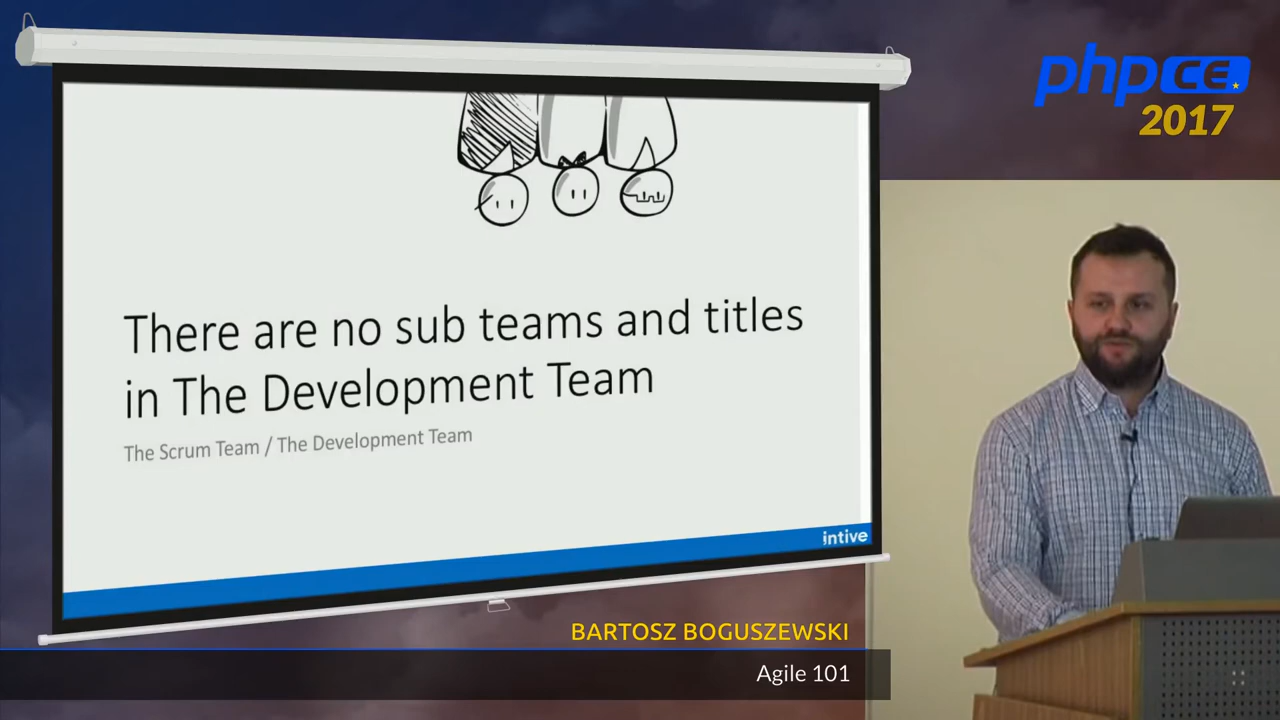 phpCE
2017
There are no sub teams and titles
in The Development Team
The Scrum Team / The Development Team
intive
BARTOSZ BOGUSZEWSKI
Agile 101